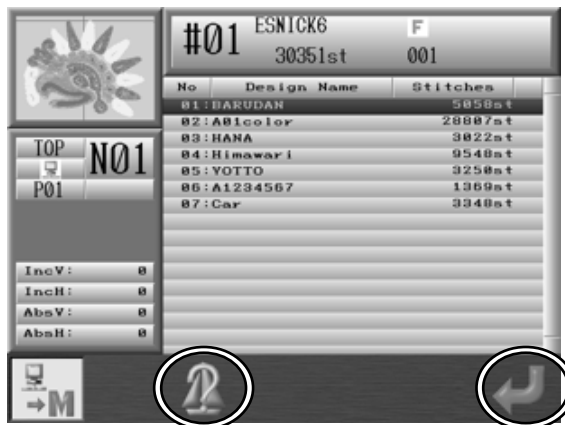 #01 ESNICK6 F
30351st 001
No Design Name Stitches
01:BARUDAN 5058st
02:A01color 28807st
03:HANA 3022st
04:Himawari 9548st
05:YOTTO 3250st
06:A1234567 1369st
07:Car 3348st
TOP
N01
P01
IncV: 0
IncH: 0
AbsV: 0
AbsH: 0
→M